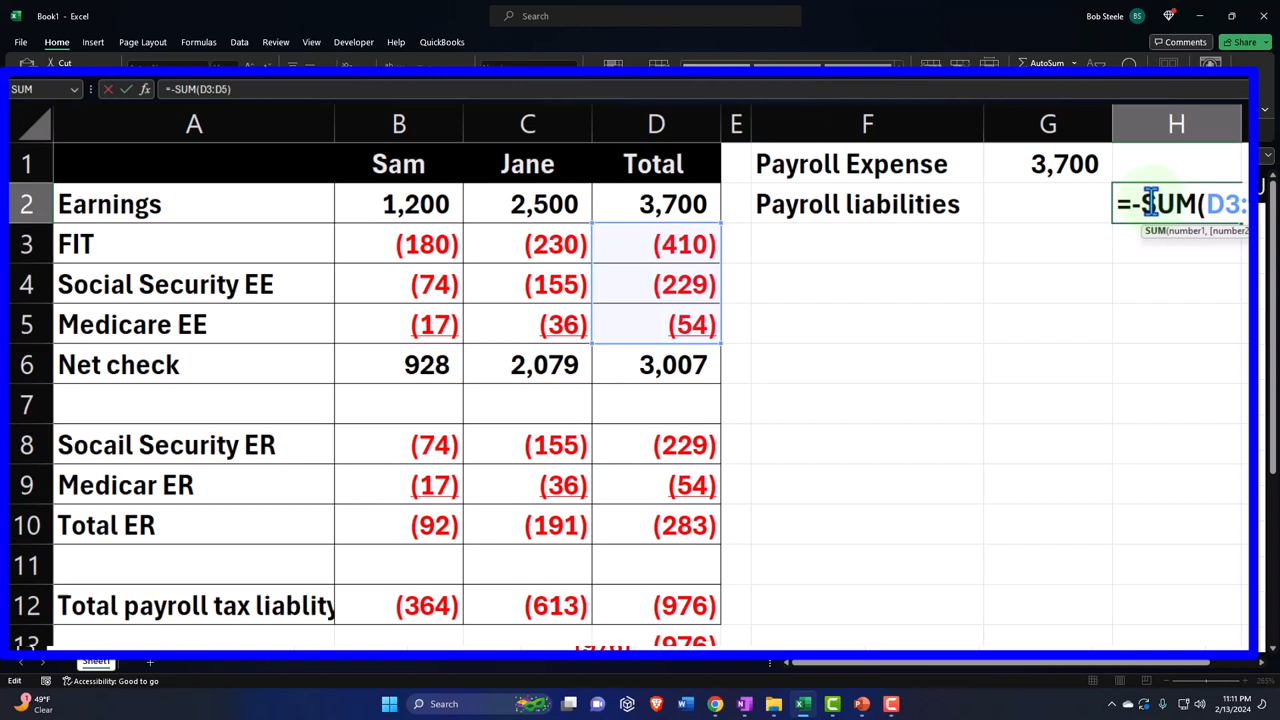 Book1 - Excel
Search
Bob Steele BS
File Home Insert Page Layout Formulas Data Review View Developer Help QuickBooks
Comments Share
Cut
AutoSum
SUM
fx =-SUM(D3:D5)
A B C D E F G H
1 Sam Jane Total Payroll Expense 3,700
2 Earnings 1,200 2,500 3,700 Payroll liabilities =-SUM(D3:
SUM(number1, [number2
3 FIT (180) (230) (410)
4 Social Security EE (74) (155) (229)
5 Medicare EE (17) (36) (54)
6 Net check 928 2,079 3,007
7
8 Socail Security ER (74) (155) (229)
9 Medicar ER (17) (36) (54)
10 Total ER (92) (191) (283)
11
12 Total payroll tax liablity (364) (613) (976)
13 (976)
Sheet1
Edit Accessibility: Good to go 265%
49°F
Clear
Search
11:11 PM
2/13/2024